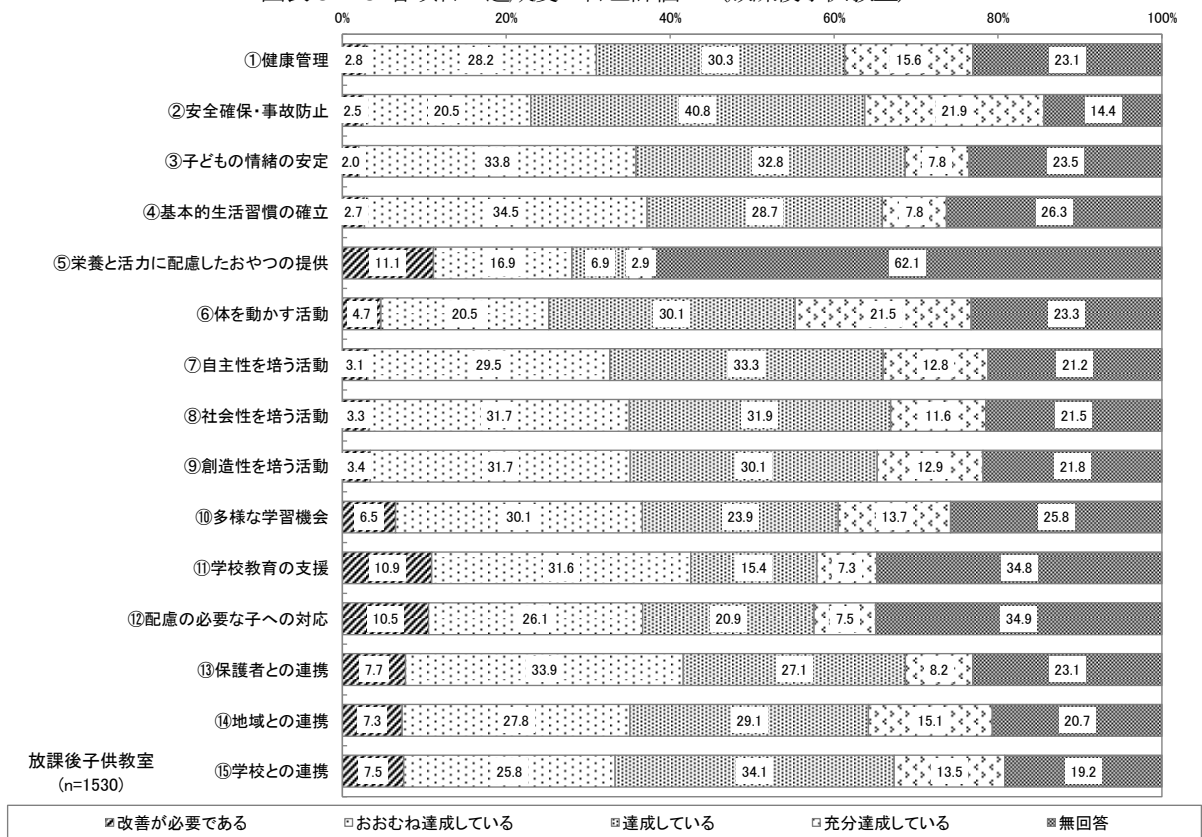 0% 20% 40% 60% 80% 100%
①健康管理 2.8 28.2 30.3 15.6 23.1
②安全確保・事故防止 2.5 20.5 40.8 21.9 14.4
③子どもの情緒の安定 2.0 33.8 32.8 7.8 23.5
④基本的生活習慣の確立 2.7 34.5 28.7 7.8 26.3
⑤栄養と活力に配慮したおやつの提供 11.1 16.9 6.9 2.9 62.1
⑥体を動かす活動 4.7 20.5 30.1 21.5 23.3
⑦自主性を培う活動 3.1 29.5 33.3 12.8 21.2
⑧社会性を培う活動 3.3 31.7 31.9 11.6 21.5
⑨創造性を培う活動 3.4 31.7 30.1 12.9 21.8
⑩多様な学習機会 6.5 30.1 23.9 13.7 25.8
⑪学校教育の支援 10.9 31.6 15.4 7.3 34.8
⑫配慮の必要な子への対応 10.5 26.1 20.9 7.5 34.9
⑬保護者との連携 7.7 33.9 27.1 8.2 23.1
⑭地域との連携 7.3 27.8 29.1 15.1 20.7
⑮学校との連携 7.5 25.8 34.1 13.5 19.2
放課後子供教室
(n=1530)
改善が必要である おおむね達成している 達成している 充分達成している 無回答